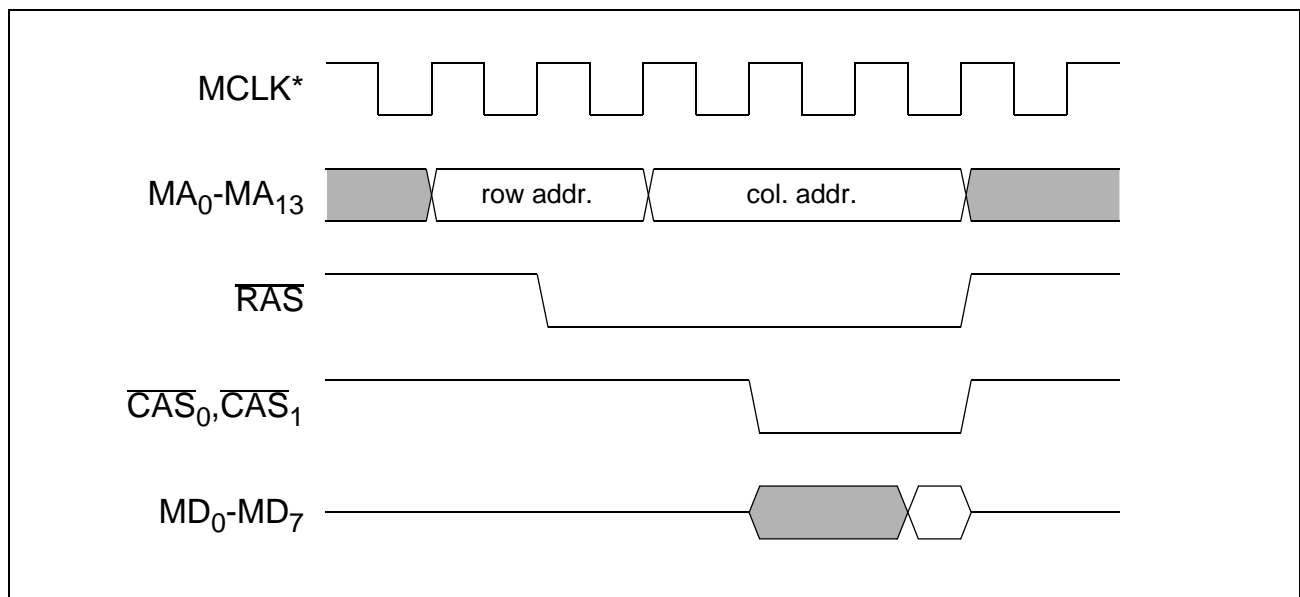 MCLK*
MA0-MA13 row addr. col. addr.
RAS
CAS0,CAS1
MD0-MD7